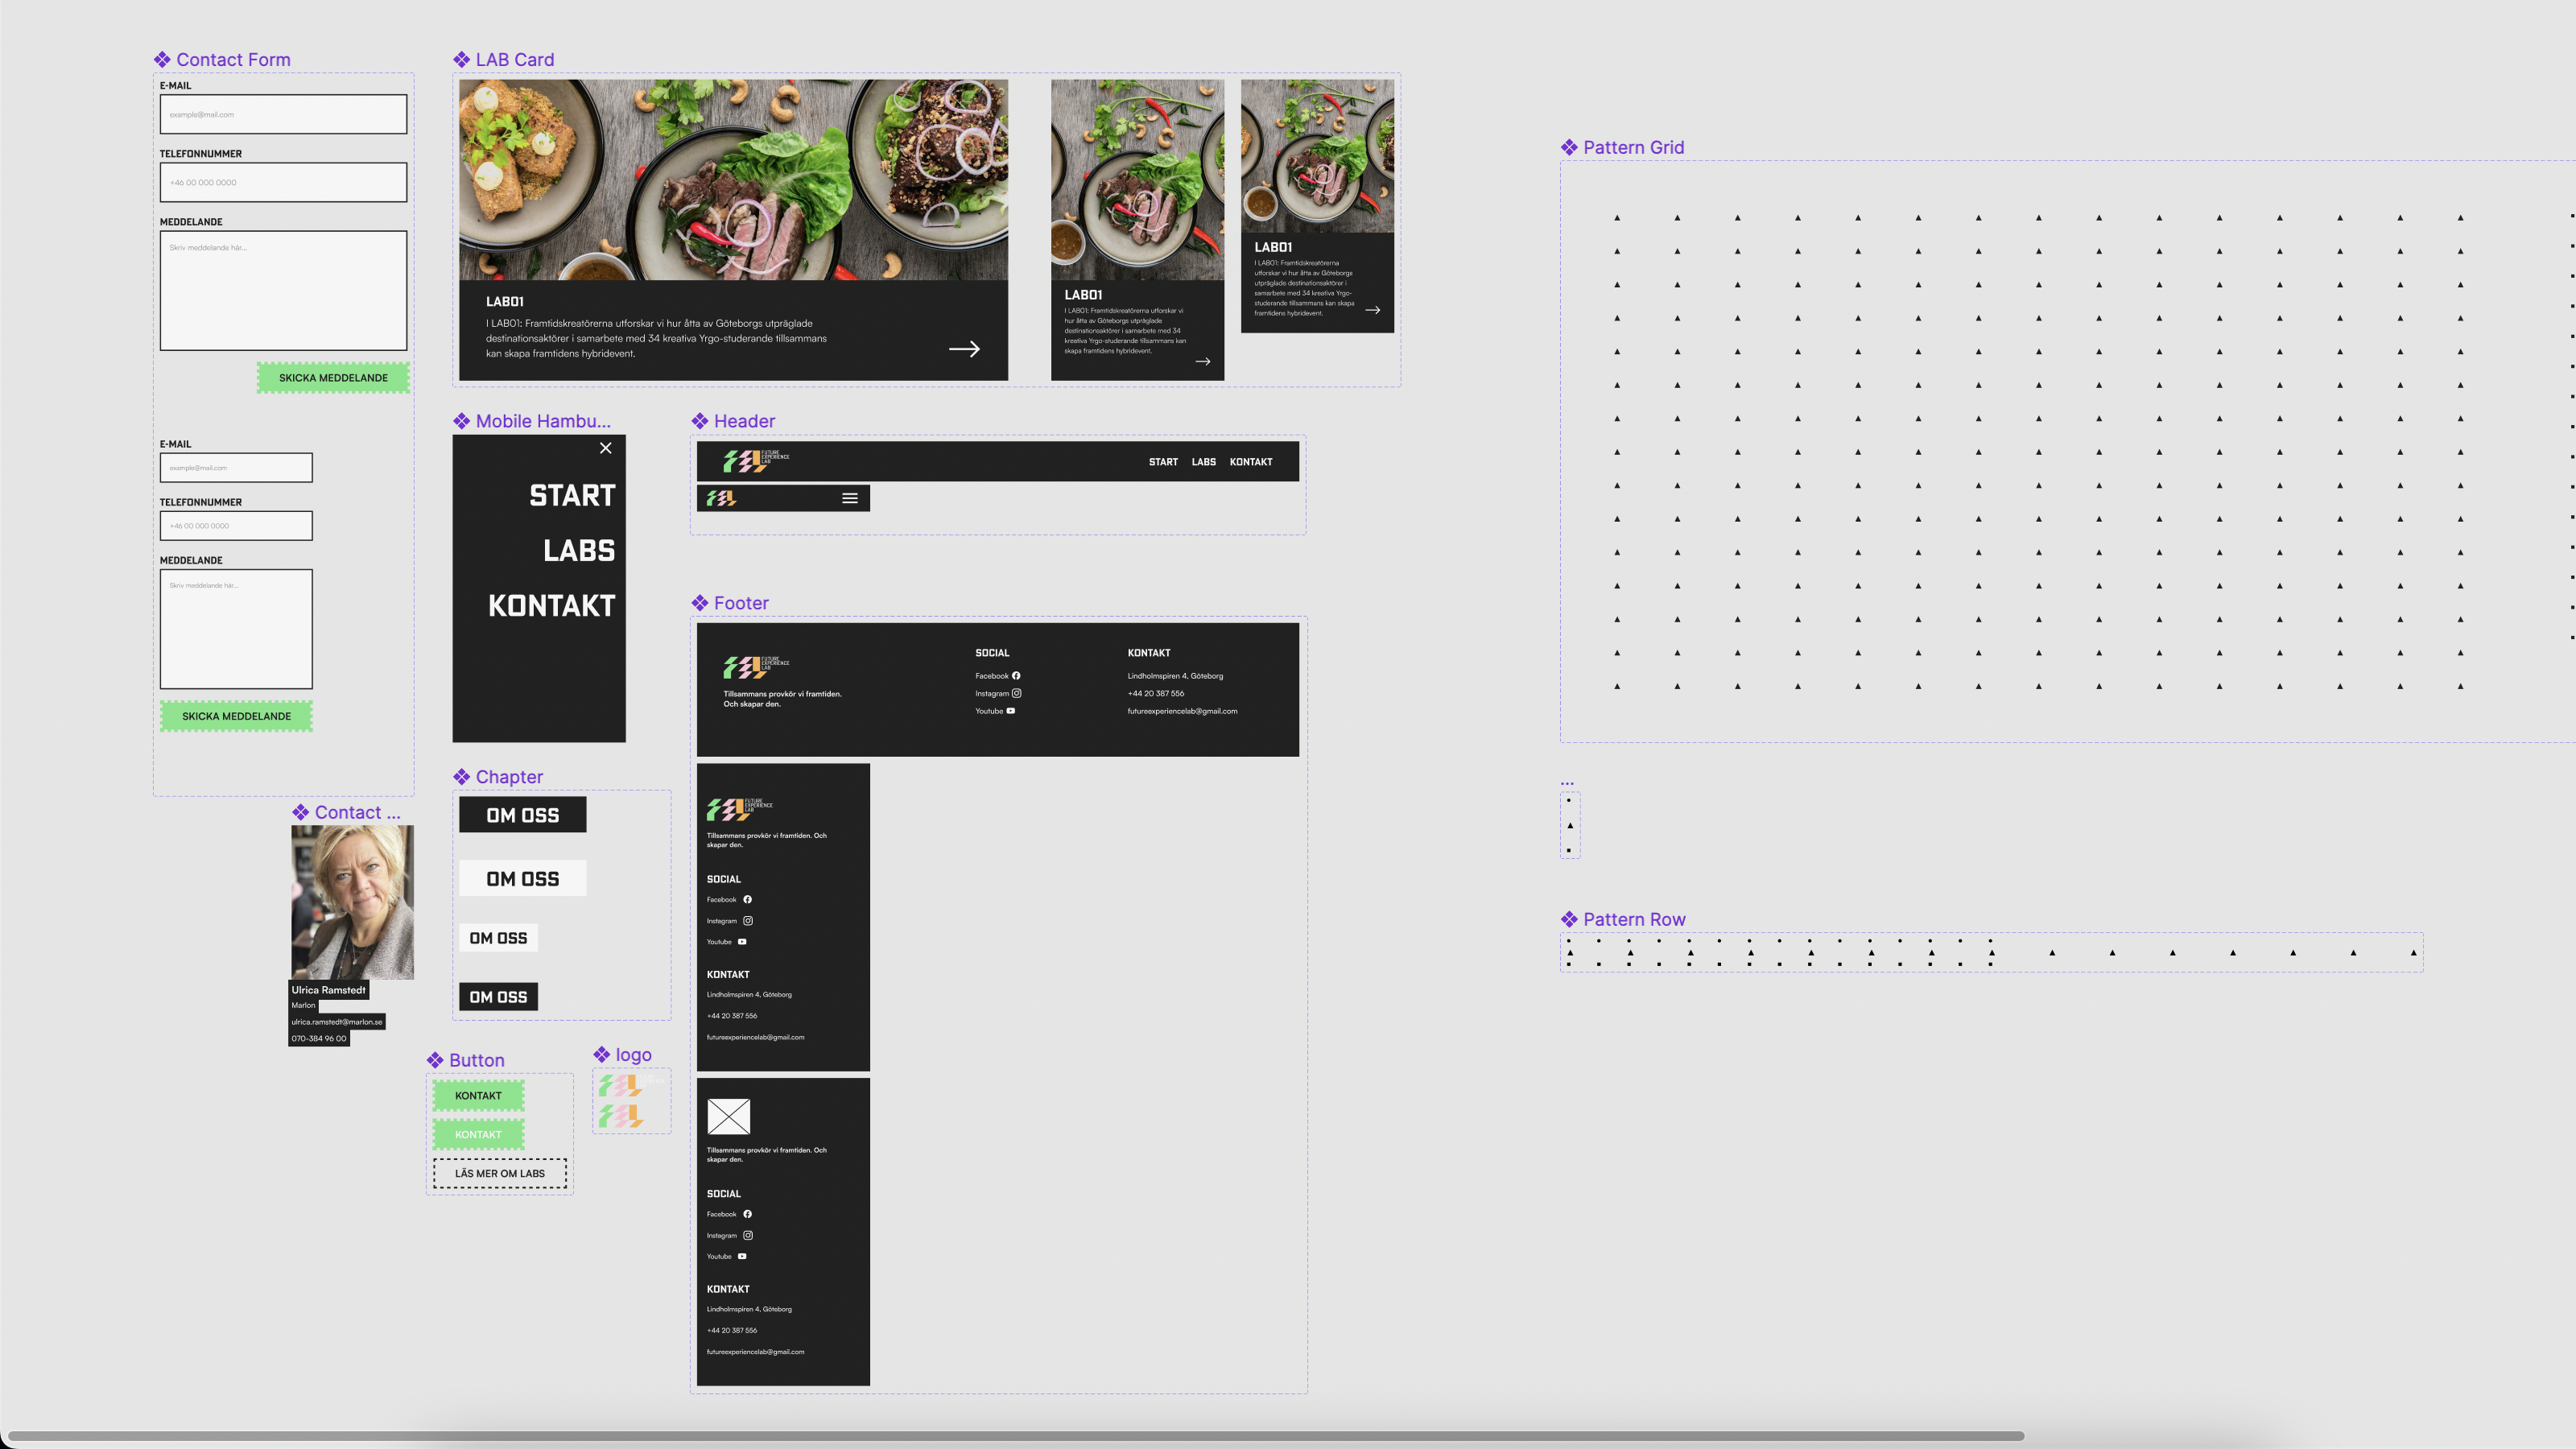 Contact Form
E-MAIL
example@mail.com
TELEFONNUMMER
+46 00 000 0000
MEDDELANDE
Skriv meddelande här...
SKICKA MEDDELANDE
E-MAIL
example@mail.com
TELEFONNUMMER
+46 00 000 0000
MEDDELANDE
Skriv meddelande här...
SKICKA MEDDELANDE
Contact ...
Ulrica Ramstedt
Marlon
ulrica.ramstedt@marlon.se
070-384 96 00
LAB Card
LAB01
I LAB01: Framtidskreatörerna utforskar vi hur åtta av Göteborgs utpräglade
destinationsaktörer i samarbete med 34 kreativa Yrgo-studerande tillsammans
kan skapa framtidens hybridevent.
LAB01
I LAB01: Framtidskreatörerna utforskar vi
hur åtta av Göteborgs utpräglade
destinationsaktörer i samarbete med 34
kreativa Yrgo-studerande tillsammans kan
skapa framtidens hybridevent.
LAB01
I LAB01: Framtidskreatörerna
utforskar vi hur åtta av Göteborgs
utpräglade destinationsaktörer i
samarbete med 34 kreativa Yrgo-
studerande tillsammans kan skapa
framtidens hybridevent.
Mobile Hambu...
START
LABS
KONTAKT
Header
FUTURE
EXPERIENCE
LAB
START LABS KONTAKT
Chapter
OM OSS
OM OSS
OM OSS
OM OSS
Button
KONTAKT
KONTAKT
LÄS MER OM LABS
logo
Footer
FUTURE
EXPERIENCE
LAB
Tillsammans provkör vi framtiden.
Och skapar den.
SOCIAL
Facebook
Instagram
Youtube
KONTAKT
Lindholmspiren 4, Göteborg
+44 20 387 556
futureexperiencelab@gmail.com
FUTURE
EXPERIENCE
LAB
Tillsammans provkör vi framtiden. Och
skapar den.
SOCIAL
Facebook
Instagram
Youtube
KONTAKT
Lindholmspiren 4, Göteborg
+44 20 387 556
futureexperiencelab@gmail.com
Tillsammans provkör vi framtiden. Och
skapar den.
SOCIAL
Facebook
Instagram
Youtube
KONTAKT
Lindholmspiren 4, Göteborg
+44 20 387 556
futureexperiencelab@gmail.com
Pattern Grid
...
Pattern Row